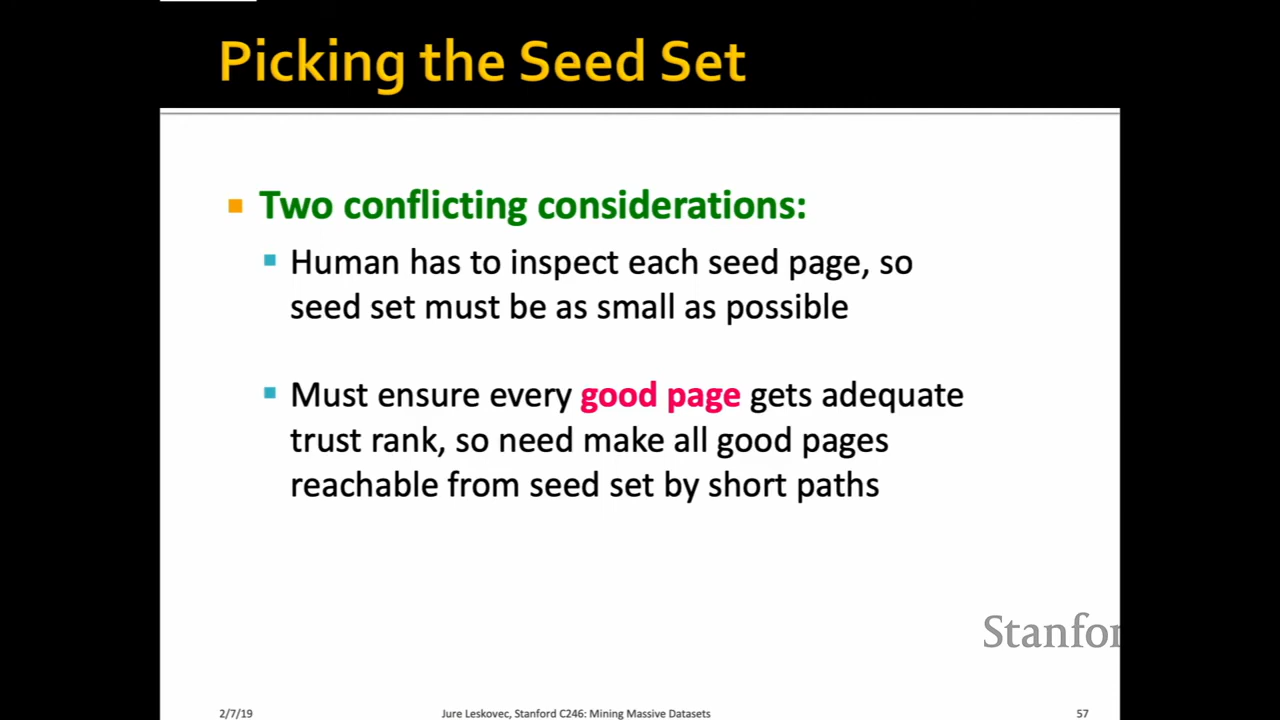 Picking the Seed Set
Two conflicting considerations:
Human has to inspect each seed page, so
seed set must be as small as possible
Must ensure every good page gets adequate
trust rank, so need make all good pages
reachable from seed set by short paths
Stanfor
2/7/19
Jure Leskovec, Stanford C246: Mining Massive Datasets
57